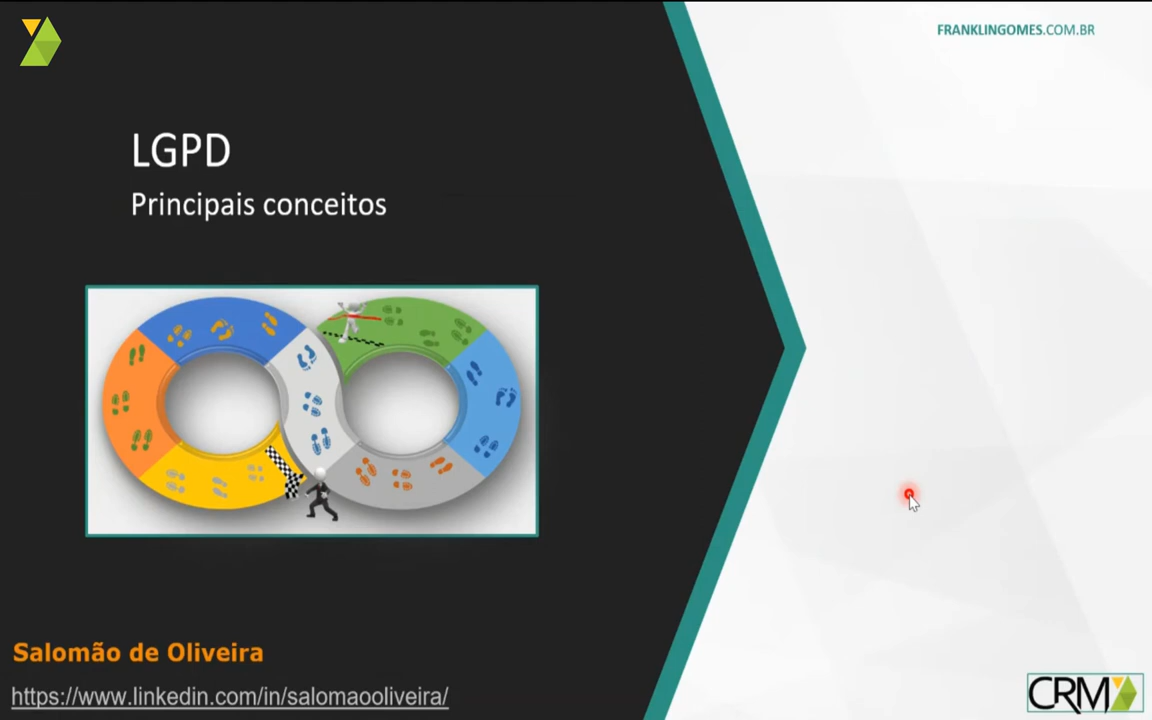 FRANKLINGOMES.COM.BR
LGPD
Principais conceitos
Salomão de Oliveira
https://www.linkedin.com/in/salomaooliveira/
CRM